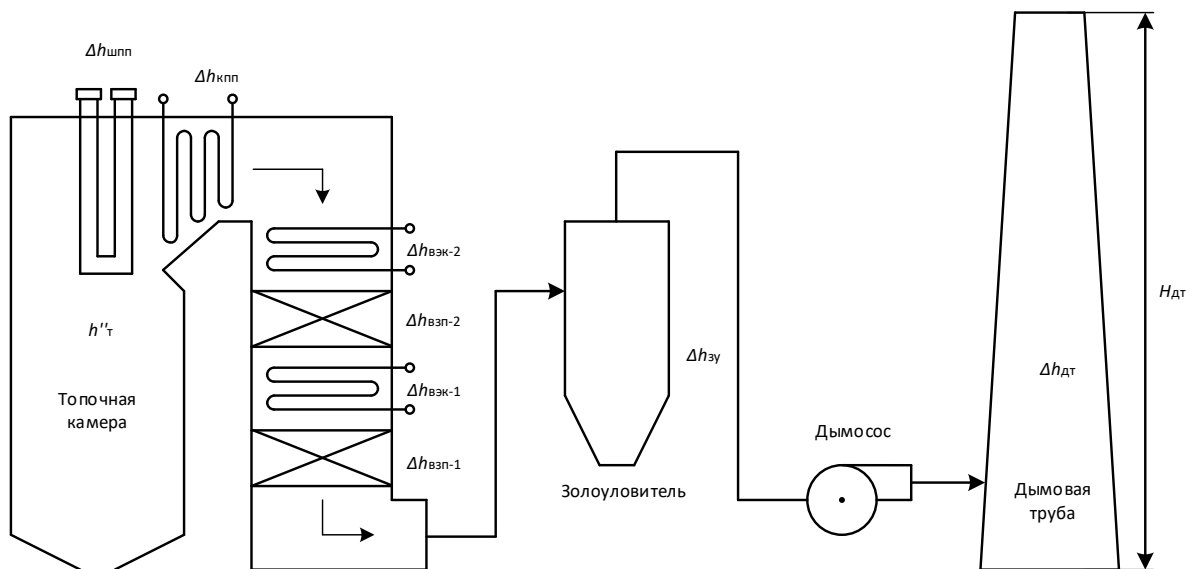 Δhшпп
Δhкпп
Δhвэк-2
Δhвзп-2
h''т
Δhвэк-1
Топочная
камера
Δhвзп-1
Δhзу
Золоуловитель
Дымосос
Δhдт
Дымовая
труба
Hдт